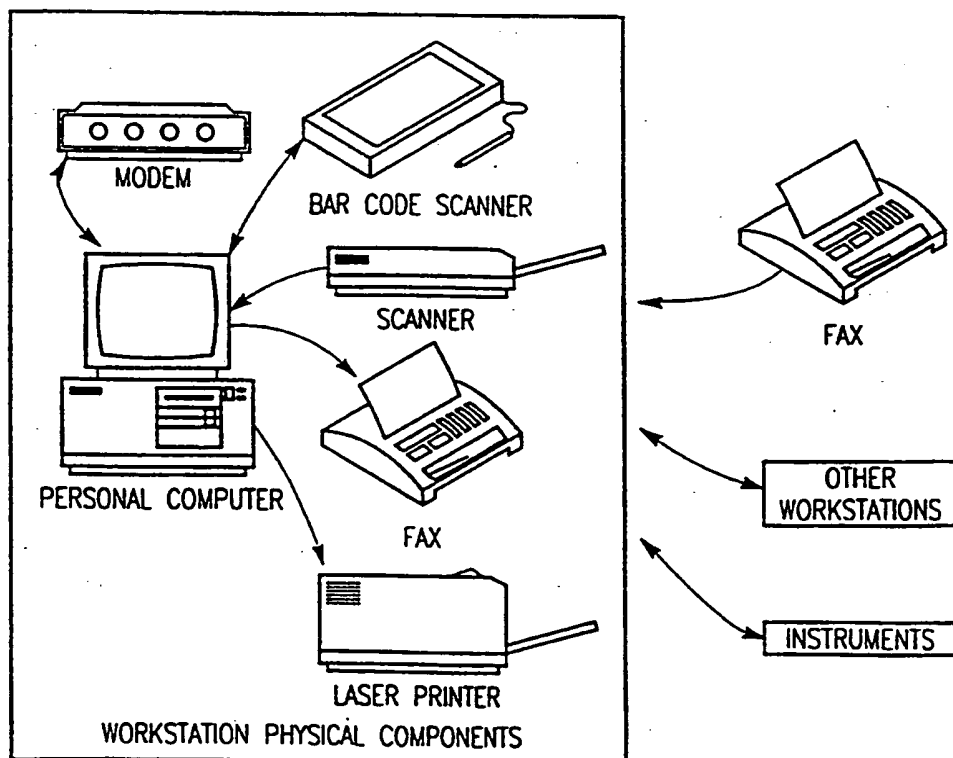 MODEM
BAR CODE SCANNER
SCANNER
FAX
PERSONAL COMPUTER
FAX
OTHER
WORKSTATIONS
INSTRUMENTS
LASER PRINTER
WORKSTATION PHYSICAL COMPONENTS